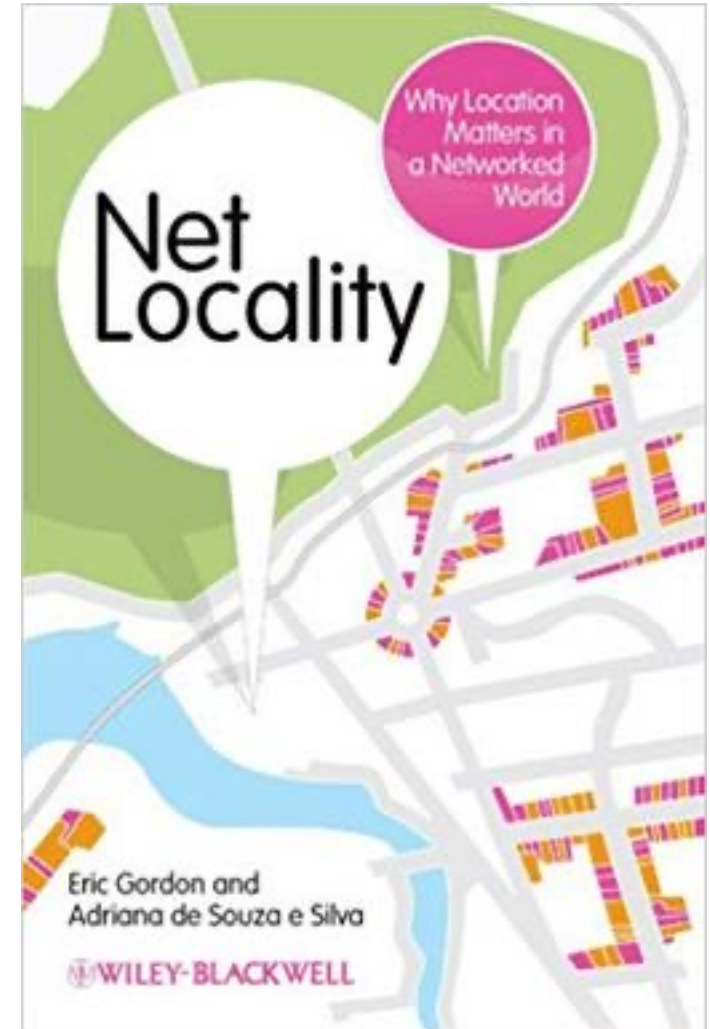 Why Location
Matters in
a Networked
World
Net
Locality
Eric Gordon and
Adriana de Souza e Silva
WILEY-BLACKWELL